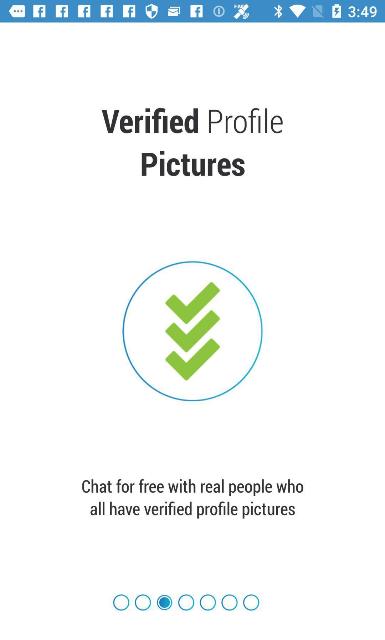 3:49
Verified Profile
Pictures
Chat for free with real people who
all have verified profile pictures